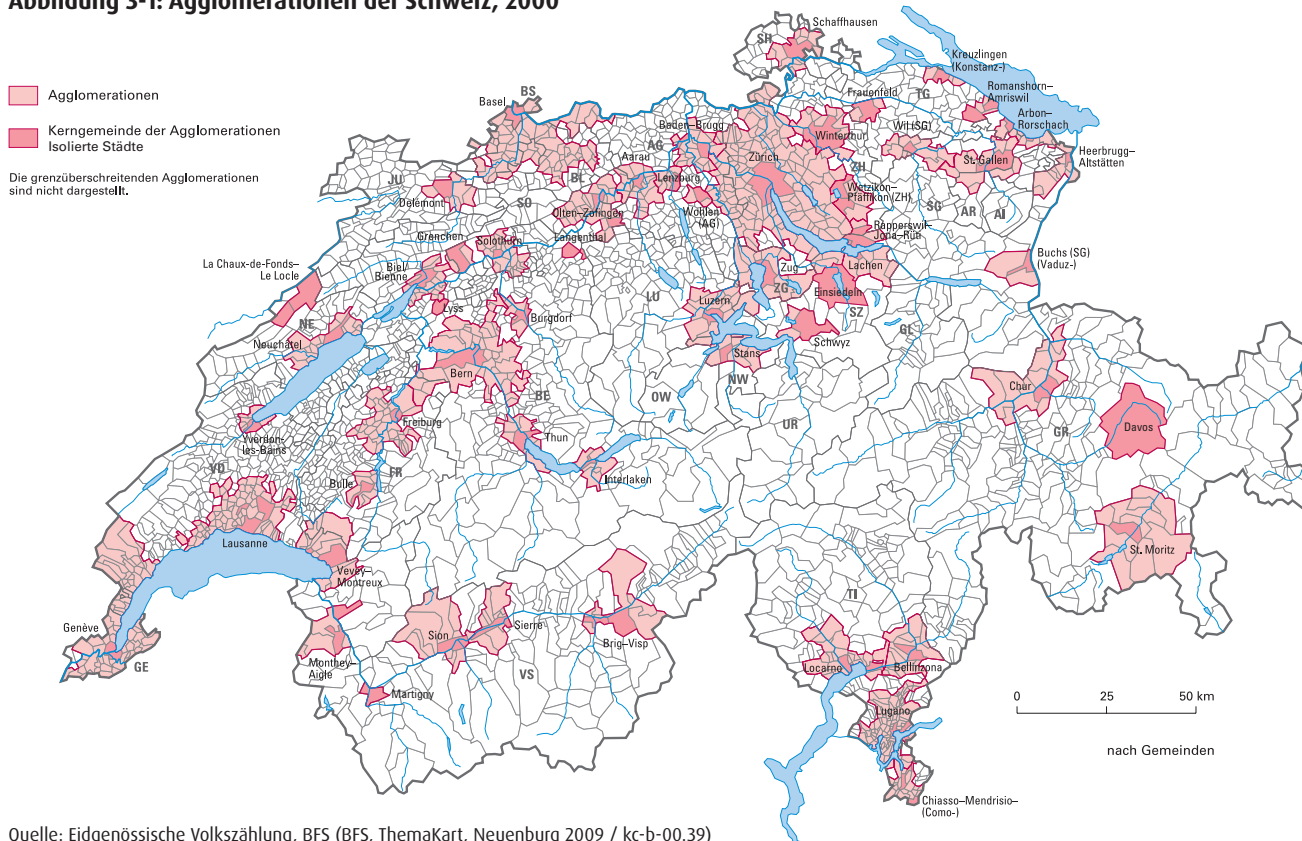 Abbildung 3-1: Agglomerationen der Schweiz, 2000
Agglomerationen
Kerngemeinde der Agglomerationen
Isolierte Städte
Die grenzüberschreitenden Agglomerationen
sind nicht dargestellt.
Schaffhausen
SH
Kreuzlingen
(Konstanz-)
Romanshorn–
Amriswil
Arbon–
Rorschach
Frauenfeld
TG
Wil (SG)
St. Gallen
Heerbrugg–
Altstätten
BS
Basel
Baden–Brugg
AG
Aarau
BL
Lenzburg
Zürich
Winterthur
ZH
Wetzikon–
Pfäffikon (ZH)
SG
AR
AI
JU
Delémont
SO
Olten–Zofingen
Wohlen
(AG)
Rapperswil–
Jona–Rüti
Grenchen
Solothurn
Langenthal
La Chaux-de-Fonds–
Le Locle
Biel/
Bienne
Zug
ZG
Lachen
Buchs (SG)
(Vaduz-)
Lyss
LU
Luzern
Einsiedeln
SZ
Burgdorf
Schwyz
GL
NE
Neuchâtel
Stans
NW
Bern
BE
OW
UR
Chur
GR
Davos
Freiburg
Thun
Yverdon-
les-Bains
VD
FR
Bulle
Interlaken
Lausanne
Vevey–
Montreux
St. Moritz
TI
Genève
GE
Sion
Sierre
Brig–Visp
Monthey–
Aigle
VS
Martigny
Locarno
Bellinzona
Lugano
0 25 50 km
nach Gemeinden
Chiasso–Mendrisio–
(Como-)
Quelle: Eidgenössische Volkszählung, BFS (BFS, ThemaKart, Neuenburg 2009 / kc-b-00.39)